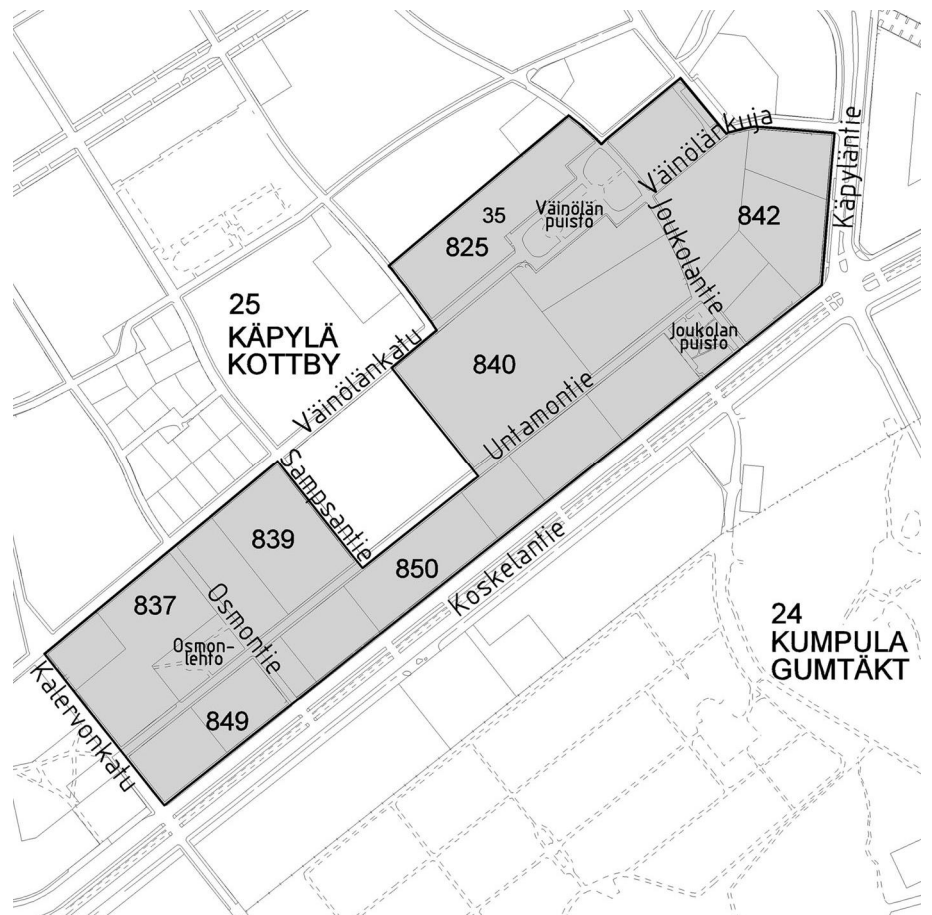 Käpyläntie
Väinölänkuja
35
825
Väinölän
puisto
Joukolantie
842
25
KÄPYLÄ
KOTTBY
Väinölänkatu
840
Joukolan
puisto
Untamontie
Sampsantie
839
850
Koskelantie
837
Osmontie
Osmon-
lehto
24
KUMPULA
GUMTÄKT
Kalervonkatu
849